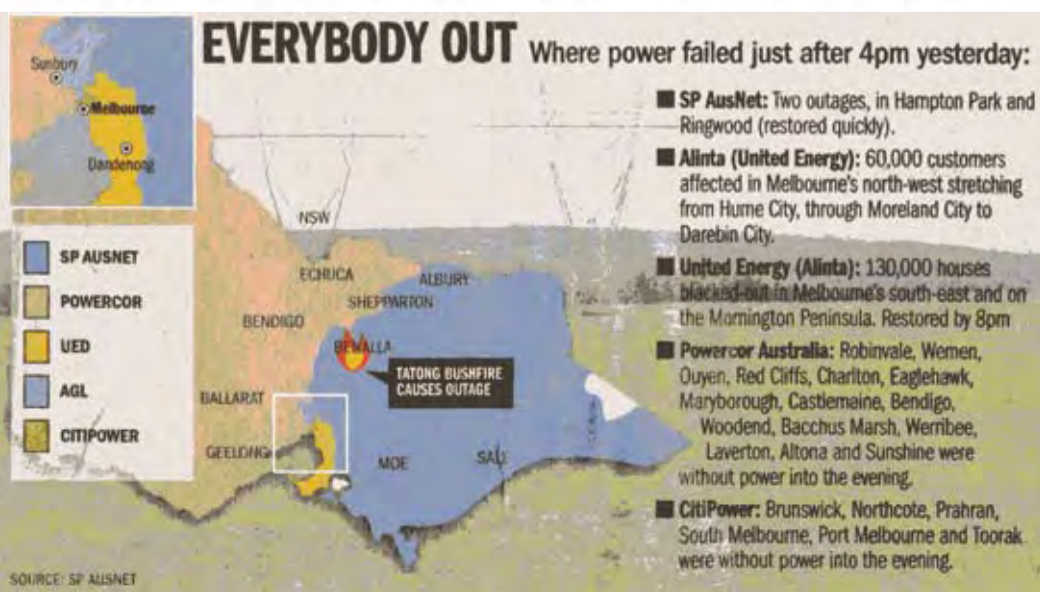 EVERYBODY OUT Where power failed just after 4pm yesterday:
Sunbury
Melbourne
Dandenong
SP AUSNET
POWERCOR
UED
AGL
CITIPOWER
NSW
ECHUCA
ALBURY
SHEPPARTON
BENDIGO
BENALLA
TATONG BUSHFIRE
CAUSES OUTAGE
BALLARAT
GEELONG
MOE
SALE
SOURCE: SP AUSNET
■ SP AusNet: Two outages, in Hampton Park and
Ringwood (restored quickly).
■ Alinta (United Energy): 60,000 customers
affected in Melbourne's north-west stretching
from Hume City, through Moreland City to
Darebin City.
■ United Energy (Alinta): 130,000 houses
blacked-out in Melbourne's south-east and on
the Mornington Peninsula. Restored by 8pm
■ Powercor Australia: Robinvale, Wemen,
Ouyen, Red Cliffs, Charlton, Eaglehawk,
Maryborough, Castlemaine, Bendigo,
Woodend, Bacchus Marsh, Werribee,
Laverton, Altona and Sunshine were
without power into the evening.
■ CitiPower: Brunswick, Northcote, Prahran,
South Melbourne, Port Melbourne and Toorak
were without power into the evening.